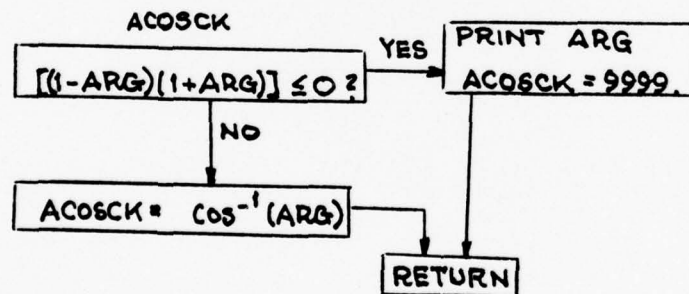 ACOSCK
[(1-ARG)(1+ARG)] ≤ 0 ?
YES
PRINT ARG
ACOSCK = 9999.
NO
ACOSCK = COS⁻¹ (ARG)
RETURN